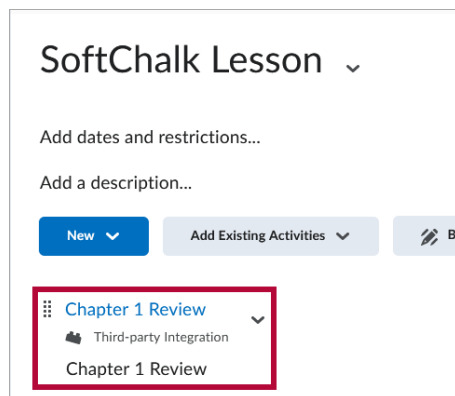 SoftChalk Lesson
Add dates and restrictions...
Add a description...
New Add Existing Activities B
Chapter 1 Review
Third-party Integration
Chapter 1 Review